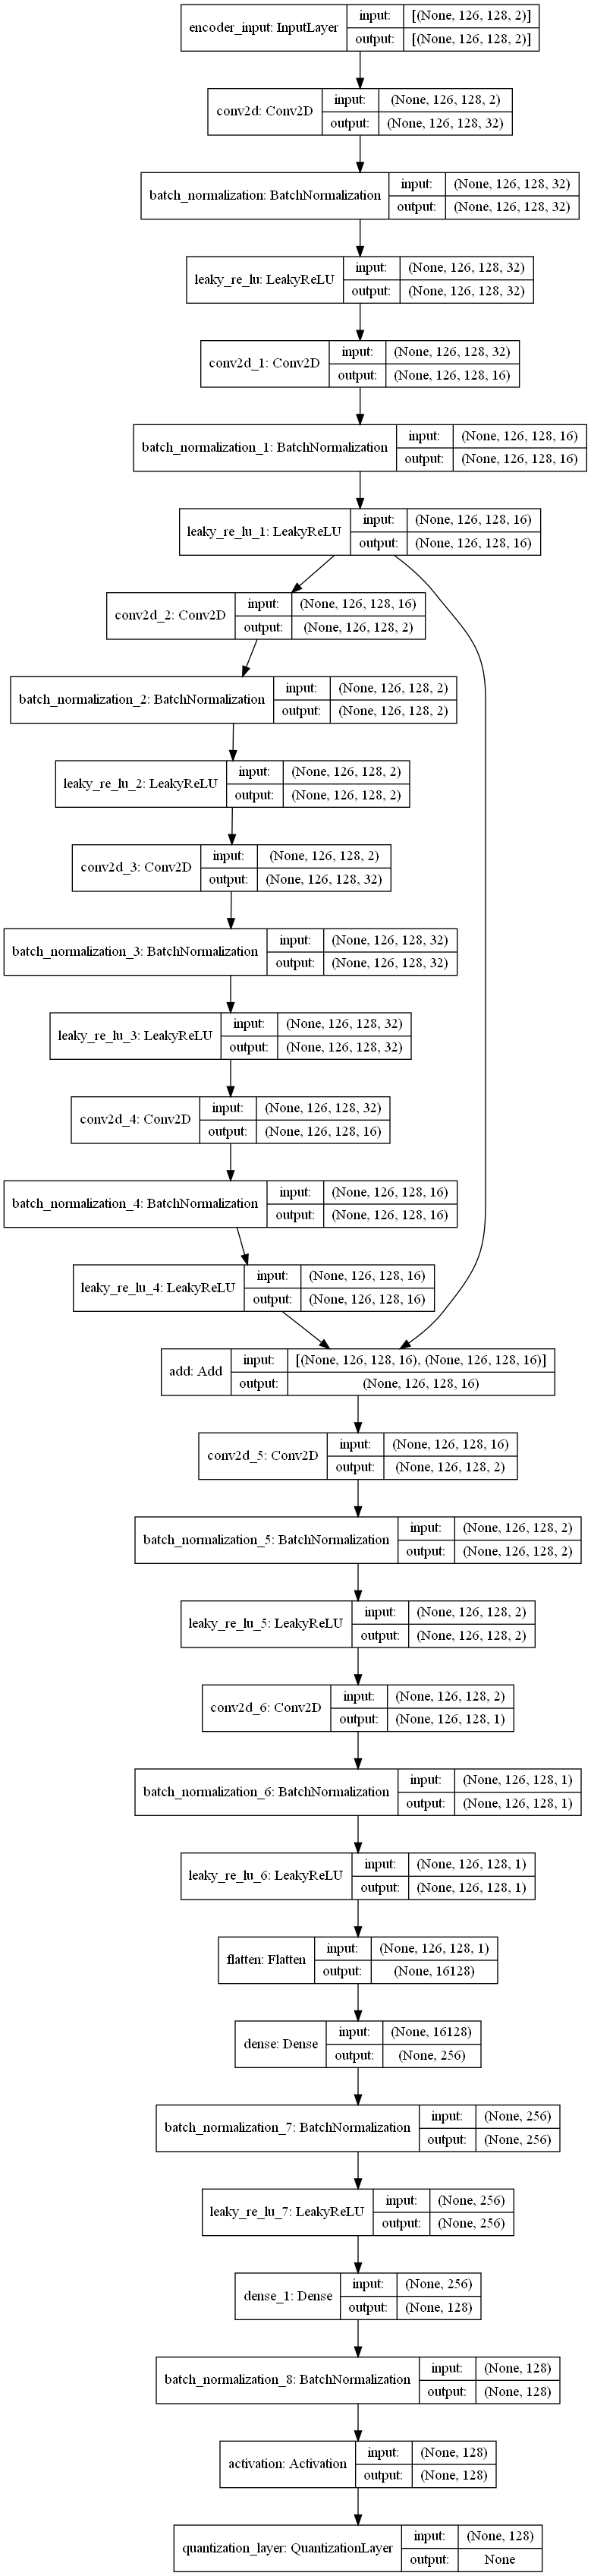 encoder_input: InputLayer
input: [(None, 126, 128, 2)]
output: [(None, 126, 128, 2)]
conv2d: Conv2D
input: (None, 126, 128, 2)
output: (None, 126, 128, 32)
batch_normalization: BatchNormalization
input: (None, 126, 128, 32)
output: (None, 126, 128, 32)
leaky_re_lu: LeakyReLU
input: (None, 126, 128, 32)
output: (None, 126, 128, 32)
conv2d_1: Conv2D
input: (None, 126, 128, 32)
output: (None, 126, 128, 16)
batch_normalization_1: BatchNormalization
input: (None, 126, 128, 16)
output: (None, 126, 128, 16)
leaky_re_lu_1: LeakyReLU
input: (None, 126, 128, 16)
output: (None, 126, 128, 16)
conv2d_2: Conv2D
input: (None, 126, 128, 16)
output: (None, 126, 128, 2)
batch_normalization_2: BatchNormalization
input: (None, 126, 128, 2)
output: (None, 126, 128, 2)
leaky_re_lu_2: LeakyReLU
input: (None, 126, 128, 2)
output: (None, 126, 128, 2)
conv2d_3: Conv2D
input: (None, 126, 128, 2)
output: (None, 126, 128, 32)
batch_normalization_3: BatchNormalization
input: (None, 126, 128, 32)
output: (None, 126, 128, 32)
leaky_re_lu_3: LeakyReLU
input: (None, 126, 128, 32)
output: (None, 126, 128, 32)
conv2d_4: Conv2D
input: (None, 126, 128, 32)
output: (None, 126, 128, 16)
batch_normalization_4: BatchNormalization
input: (None, 126, 128, 16)
output: (None, 126, 128, 16)
leaky_re_lu_4: LeakyReLU
input: (None, 126, 128, 16)
output: (None, 126, 128, 16)
add: Add
input: [(None, 126, 128, 16), (None, 126, 128, 16)]
output: (None, 126, 128, 16)
conv2d_5: Conv2D
input: (None, 126, 128, 16)
output: (None, 126, 128, 2)
batch_normalization_5: BatchNormalization
input: (None, 126, 128, 2)
output: (None, 126, 128, 2)
leaky_re_lu_5: LeakyReLU
input: (None, 126, 128, 2)
output: (None, 126, 128, 2)
conv2d_6: Conv2D
input: (None, 126, 128, 2)
output: (None, 126, 128, 1)
batch_normalization_6: BatchNormalization
input: (None, 126, 128, 1)
output: (None, 126, 128, 1)
leaky_re_lu_6: LeakyReLU
input: (None, 126, 128, 1)
output: (None, 126, 128, 1)
flatten: Flatten
input: (None, 126, 128, 1)
output: (None, 16128)
dense: Dense
input: (None, 16128)
output: (None, 256)
batch_normalization_7: BatchNormalization
input: (None, 256)
output: (None, 256)
leaky_re_lu_7: LeakyReLU
input: (None, 256)
output: (None, 256)
dense_1: Dense
input: (None, 256)
output: (None, 128)
batch_normalization_8: BatchNormalization
input: (None, 128)
output: (None, 128)
activation: Activation
input: (None, 128)
output: (None, 128)
quantization_layer: QuantizationLayer
input: (None, 128)
output: None